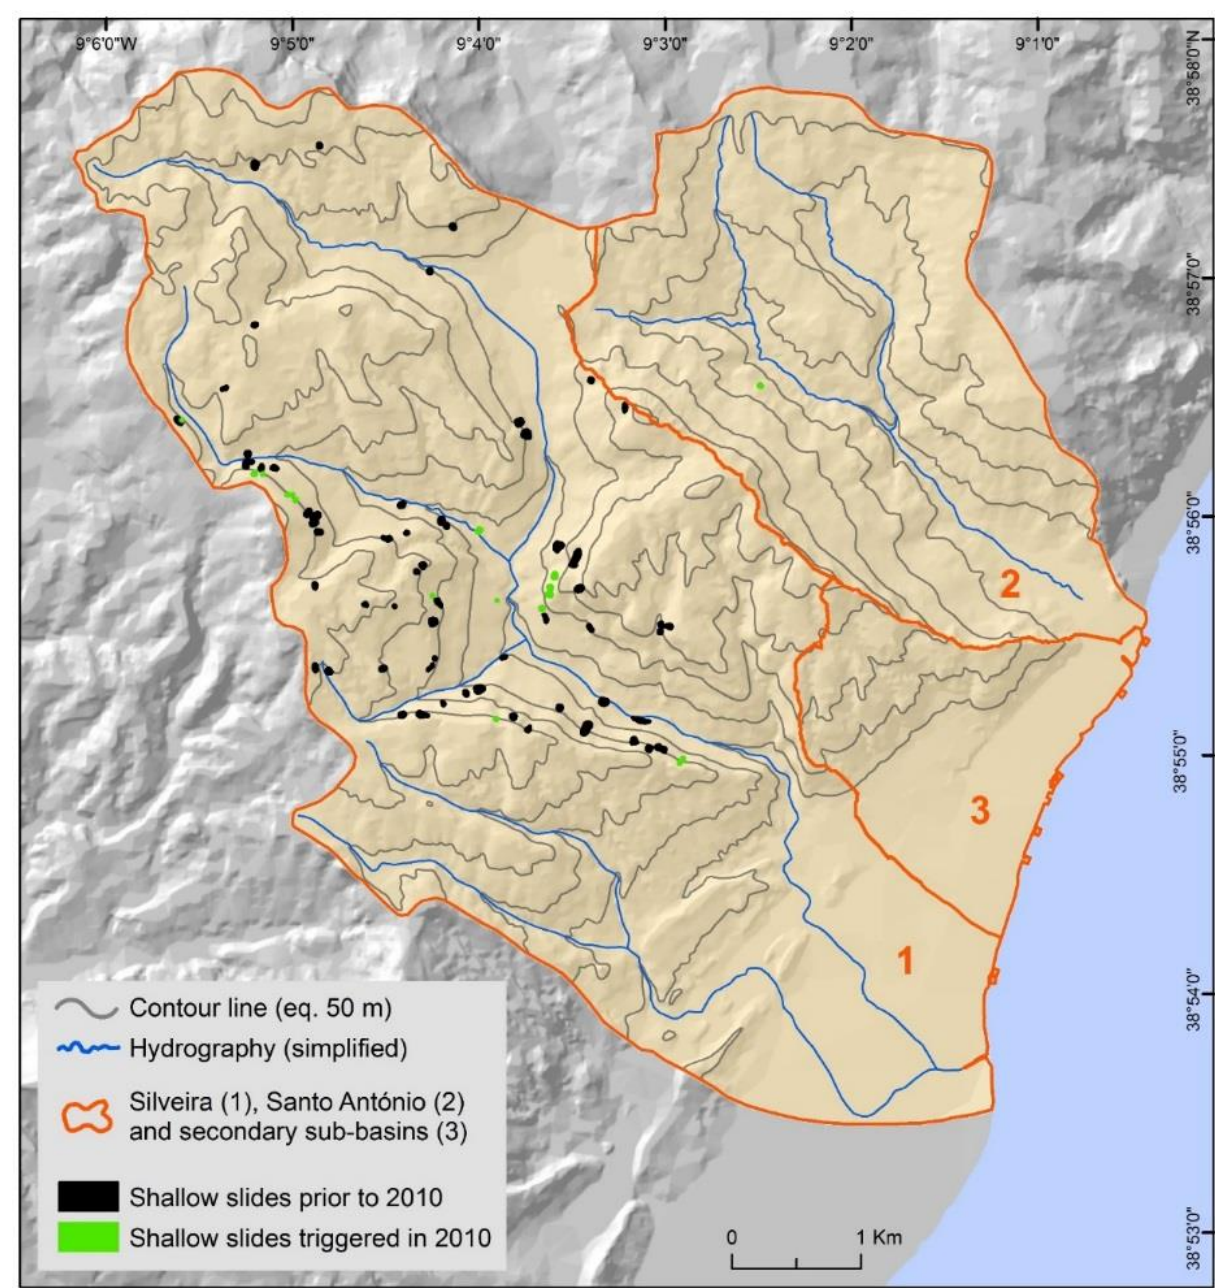 9°6'0"W
9°5'0"
9°4'0"
9°3'0"
9°2'0"
9°1'0"
38°58'0"N
38°57'0"
38°56'0"
2
38°55'0"
3
1
38°54'0"
Contour line (eq. 50 m)
Hydrography (simplified)
Silveira (1), Santo António (2)
and secondary sub-basins (3)
Shallow slides prior to 2010
Shallow slides triggered in 2010
0 1 Km
38°53'0"